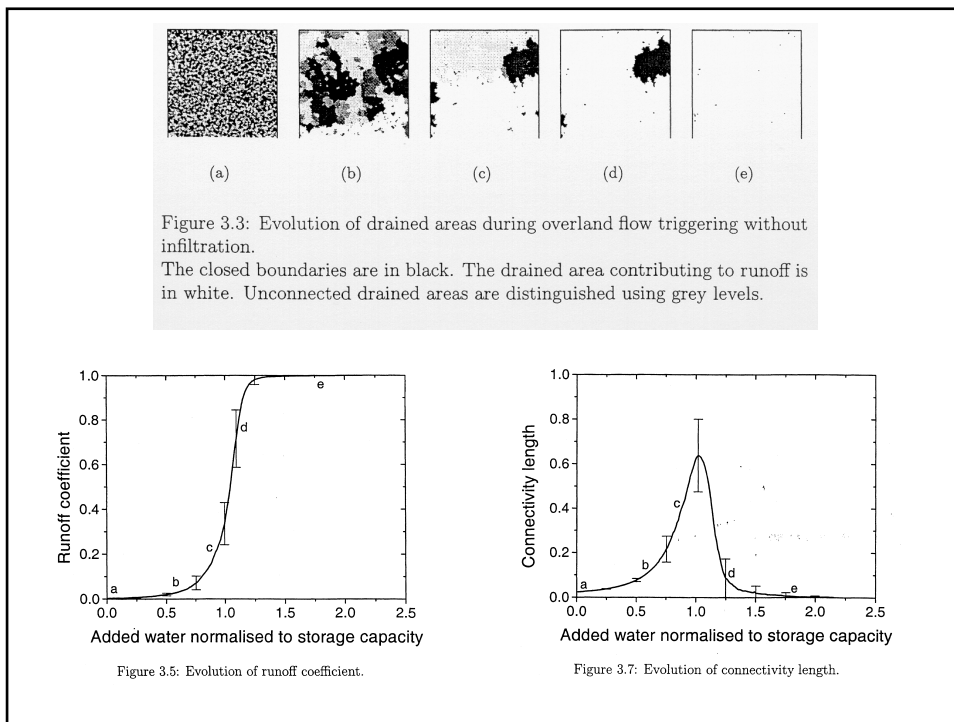 (a) (b) (c) (d) (e)
Figure 3.3: Evolution of drained areas during overland flow triggering without
infiltration.
The closed boundaries are in black. The drained area contributing to runoff is
in white. Unconnected drained areas are distinguished using grey levels.
1.0
0.8
0.6
0.4
0.2
0.0
Runoff coefficient
a
b
c
d
e
0.0 0.5 1.0 1.5 2.0 2.5
Added water normalised to storage capacity
Figure 3.5: Evolution of runoff coefficient.
1.0
0.8
0.6
0.4
0.2
0.0
Connectivity length
a
b
c
d
e
0.0 0.5 1.0 1.5 2.0 2.5
Added water normalised to storage capacity
Figure 3.7: Evolution of connectivity length.